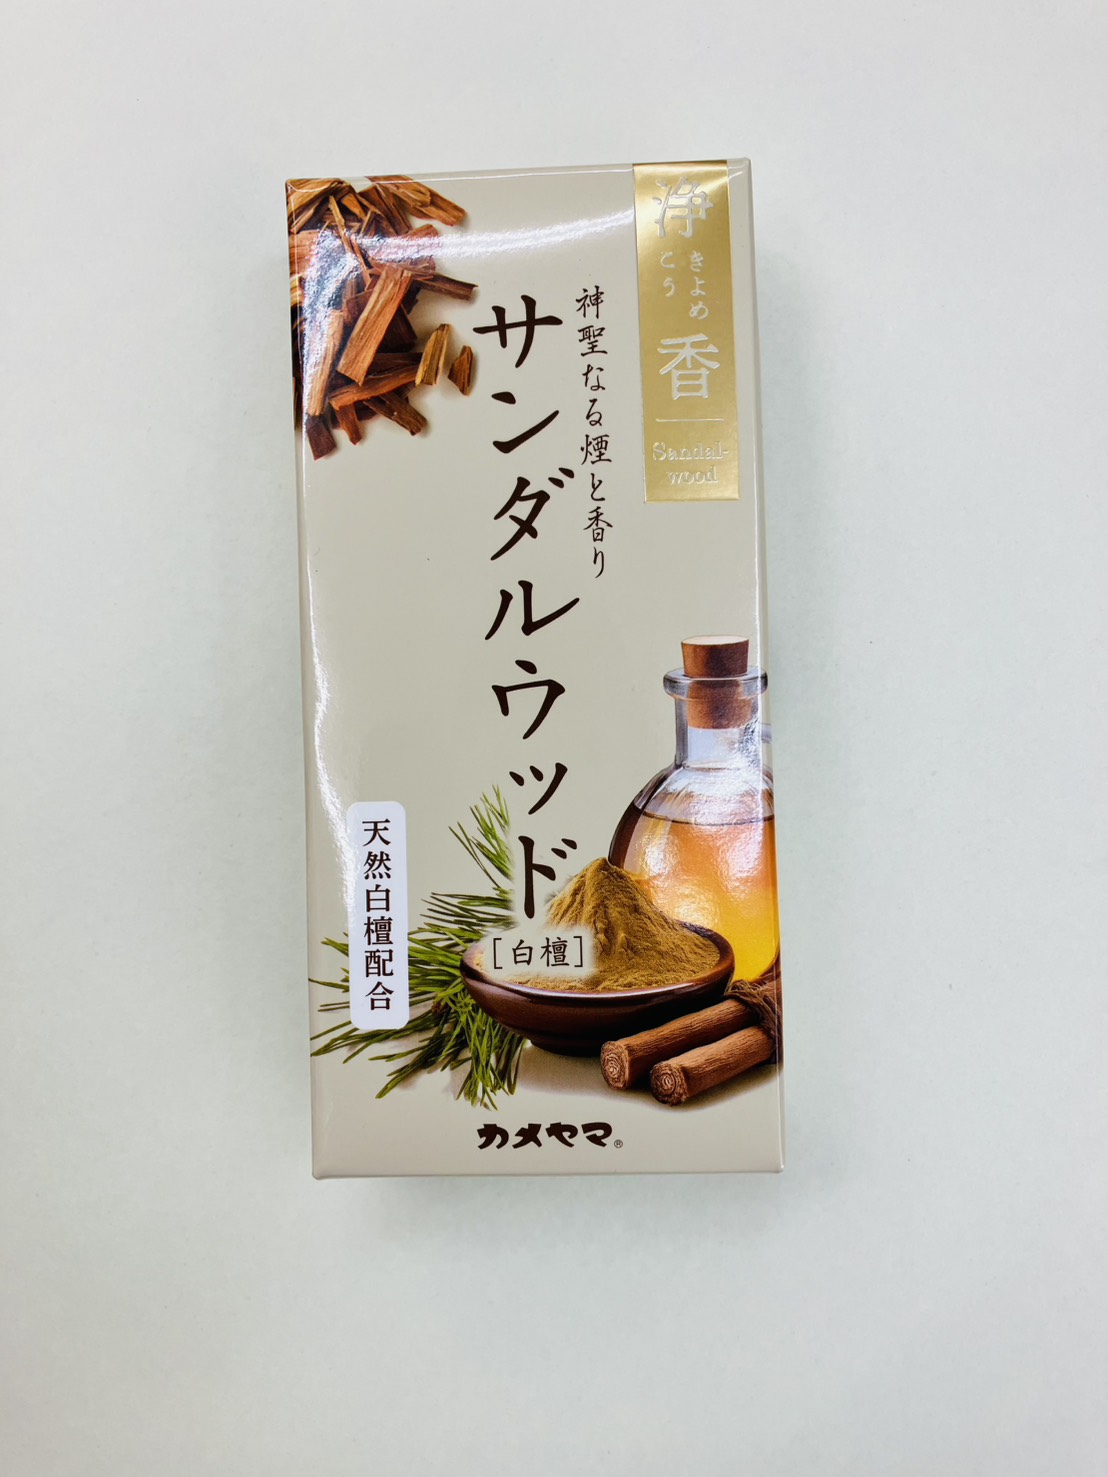 浄香
きよめ
こう
Sandal-
wood
神聖なる煙と香り
サンダルウッド
[白檀]
天然白檀配合
カメヤマ®